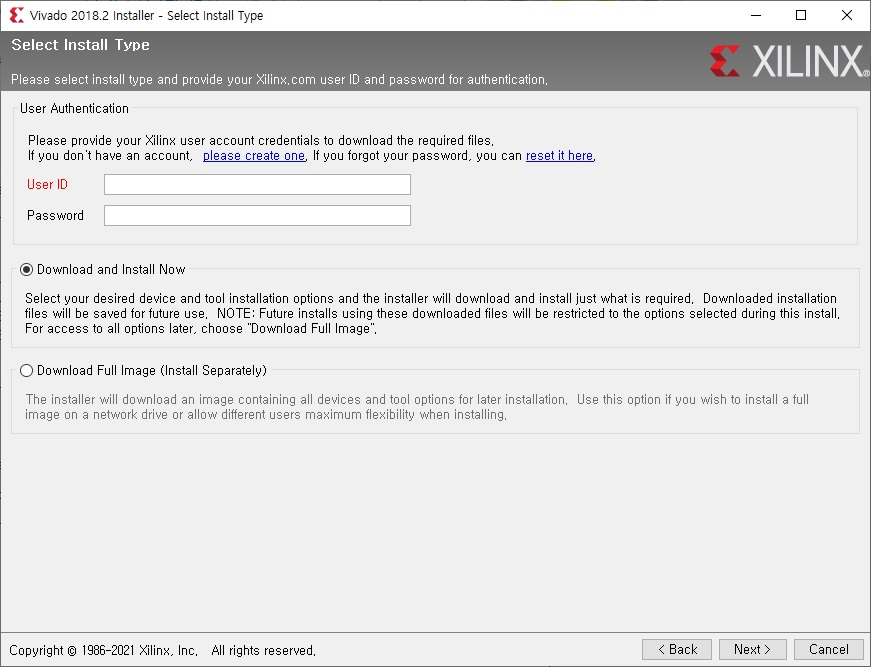 Vivado 2018.2 Installer - Select Install Type
Select Install Type
Please select install type and provide your Xilinx.com user ID and password for authentication.
XILINX®
User Authentication
Please provide your Xilinx user account credentials to download the required files.
If you don't have an account, please create one. If you forgot your password, you can reset it here.
User ID
Password
Download and Install Now
Select your desired device and tool installation options and the installer will download and install just what is required. Downloaded installation
files will be saved for future use. NOTE: Future installs using these downloaded files will be restricted to the options selected during this install.
For access to all options later, choose "Download Full Image".
Download Full Image (Install Separately)
The installer will download an image containing all devices and tool options for later installation. Use this option if you wish to install a full
image on a network drive or allow different users maximum flexibility when installing.
Copyright © 1986-2021 Xilinx, Inc. All rights reserved.
< Back
Next >
Cancel